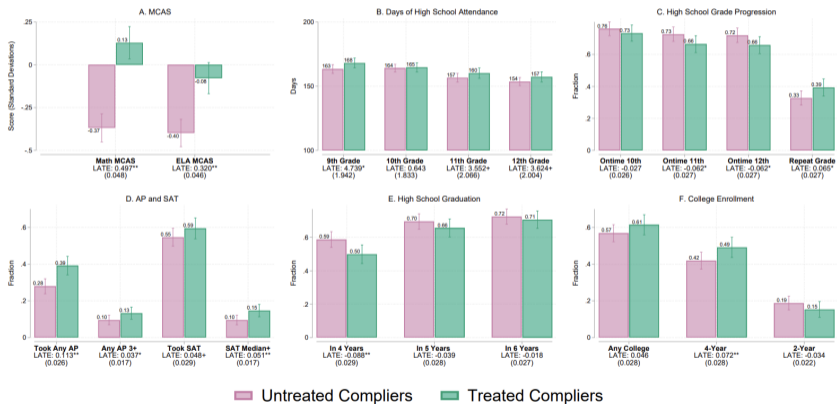 A. MCAS
Score (Standard Deviations)
.25
0
-.25
-.5
-0.37
0.13
-0.40
-0.08
Math MCAS
LATE: 0.497**
(0.048)
ELA MCAS
LATE: 0.320**
(0.046)
B. Days of High School Attendance
Days
200
150
100
163
168
164
165
157
160
154
157
9th Grade
LATE: 4.739*
(1.942)
10th Grade
LATE: 0.643
(1.833)
11th Grade
LATE: 3.552+
(2.066)
12th Grade
LATE: 3.624+
(2.004)
C. High School Grade Progression
Fraction
.6
.4
.2
0
0.76
0.73
0.73
0.66
0.72
0.66
0.33
0.39
Ontime 10th
LATE: -0.027
(0.026)
Ontime 11th
LATE: -0.062*
(0.027)
Ontime 12th
LATE: -0.062*
(0.027)
Repeat Grade
LATE: 0.065*
(0.027)
D. AP and SAT
Fraction
.6
.4
.2
0
0.28
0.39
0.10
0.13
0.55
0.59
0.10
0.15
Took Any AP
LATE: 0.113**
(0.026)
Any AP 3+
LATE: 0.037*
(0.017)
Took SAT
LATE: 0.048+
(0.029)
SAT Median+
LATE: 0.051**
(0.017)
E. High School Graduation
Fraction
.6
.4
.2
0
0.59
0.50
0.70
0.66
0.72
0.71
In 4 Years
LATE: -0.088**
(0.029)
In 5 Years
LATE: -0.039
(0.028)
In 6 Years
LATE: -0.018
(0.027)
F. College Enrollment
Fraction
.6
.4
.2
0
0.57
0.61
0.42
0.49
0.19
0.15
Any College
LATE: 0.046
(0.028)
4-Year
LATE: 0.072**
(0.028)
2-Year
LATE: -0.034
(0.022)
Untreated Compliers
Treated Compliers